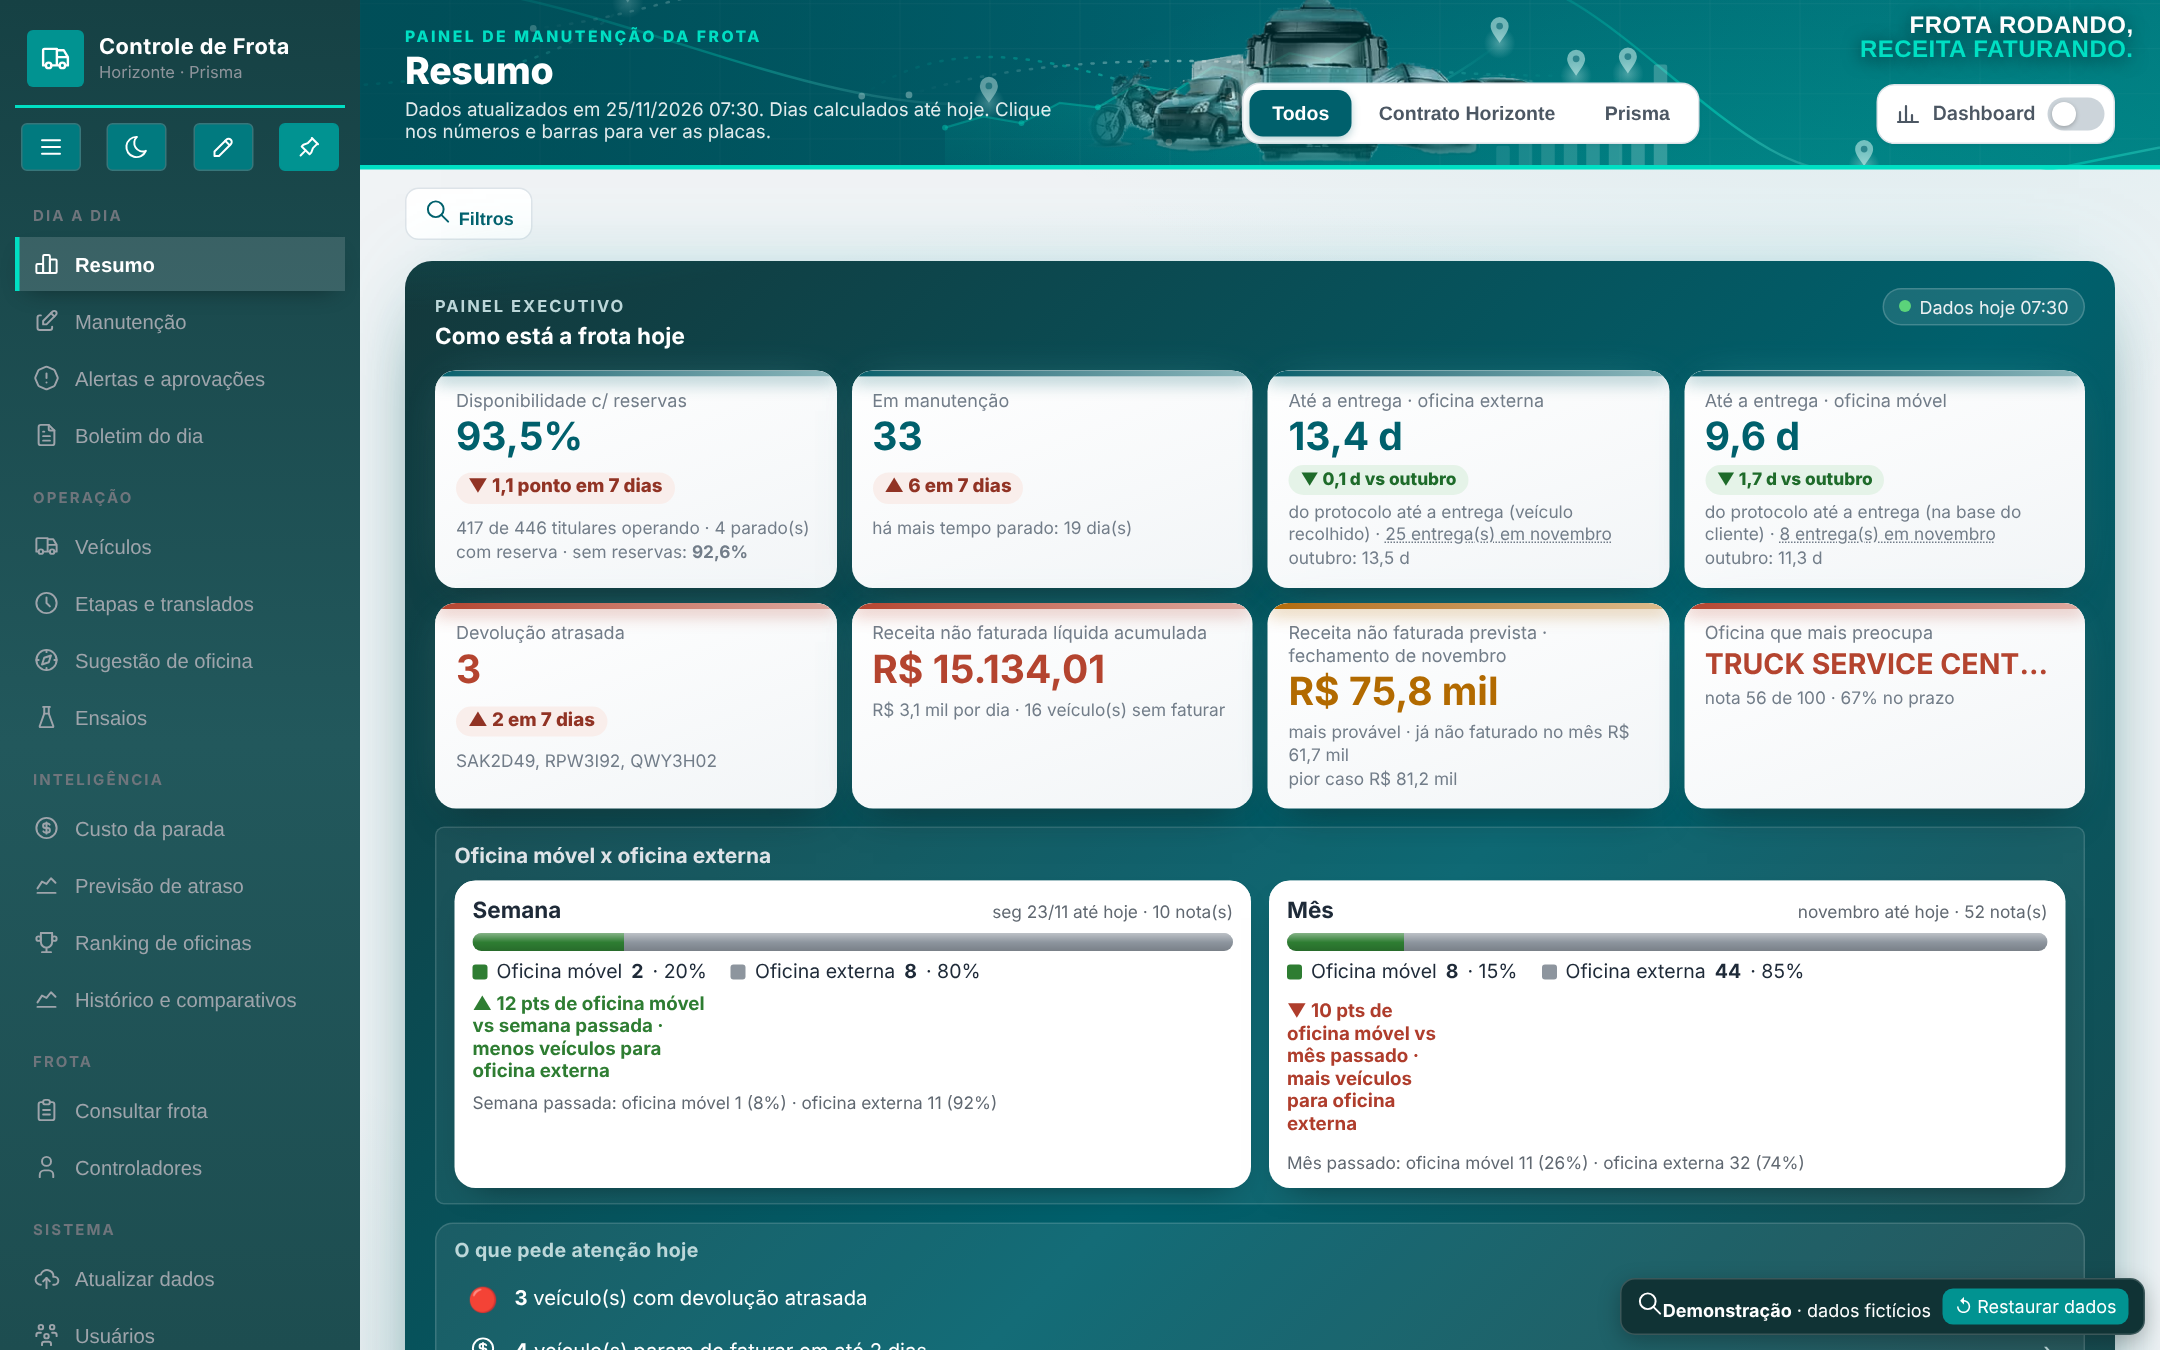 Controle de Frota
Horizonte · Prisma
DIA A DIA
Resumo
Manutenção
Alertas e aprovações
Boletim do dia
OPERAÇÃO
Veículos
Etapas e translados
Sugestão de oficina
Ensaios
INTELIGÊNCIA
Custo da parada
Previsão de atraso
Ranking de oficinas
Histórico e comparativos
FROTA
Consultar frota
Controladores
SISTEMA
Atualizar dados
Usuários
PAINEL DE MANUTENÇÃO DA FROTA
Resumo
Dados atualizados em 25/11/2026 07:30. Dias calculados até hoje. Clique
nos números e barras para ver as placas.
Todos
Contrato Horizonte
Prisma
FROTA RODANDO,
RECEITA FATURANDO.
Dashboard
Filtros
PAINEL EXECUTIVO
Como está a frota hoje
Dados hoje 07:30
Disponibilidade c/ reservas
93,5%
▼ 1,1 ponto em 7 dias
417 de 446 titulares operando · 4 parado(s)
com reserva · sem reservas: 92,6%
Em manutenção
33
▲ 6 em 7 dias
há mais tempo parado: 19 dia(s)
Até a entrega · oficina externa
13,4 d
▼ 0,1 d vs outubro
do protocolo até a entrega (veículo
recolhido) · 25 entrega(s) em novembro
outubro: 13,5 d
Até a entrega · oficina móvel
9,6 d
▼ 1,7 d vs outubro
do protocolo até a entrega (na base do
cliente) · 8 entrega(s) em novembro
outubro: 11,3 d
Devolução atrasada
3
▲ 2 em 7 dias
SAK2D49, RPW3I92, QWY3H02
Receita não faturada líquida acumulada
R$ 15.134,01
R$ 3,1 mil por dia · 16 veículo(s) sem faturar
Receita não faturada prevista ·
fechamento de novembro
R$ 75,8 mil
mais provável · já não faturado no mês R$
61,7 mil
pior caso R$ 81,2 mil
Oficina que mais preocupa
TRUCK SERVICE CENT…
nota 56 de 100 · 67% no prazo
Oficina móvel x oficina externa
Semana
seg 23/11 até hoje · 10 nota(s)
Oficina móvel 2 · 20% Oficina externa 8 · 80%
▲ 12 pts de oficina móvel
vs semana passada ·
menos veículos para
oficina externa
Semana passada: oficina móvel 1 (8%) · oficina externa 11 (92%)
Mês
novembro até hoje · 52 nota(s)
Oficina móvel 8 · 15% Oficina externa 44 · 85%
▼ 10 pts de
oficina móvel vs
mês passado ·
mais veículos
para oficina
externa
Mês passado: oficina móvel 11 (26%) · oficina externa 32 (74%)
O que pede atenção hoje
3 veículo(s) com devolução atrasada
4 veículo(s) param de faturar em até 2 dias
Demonstração · dados fictícios
Restaurar dados